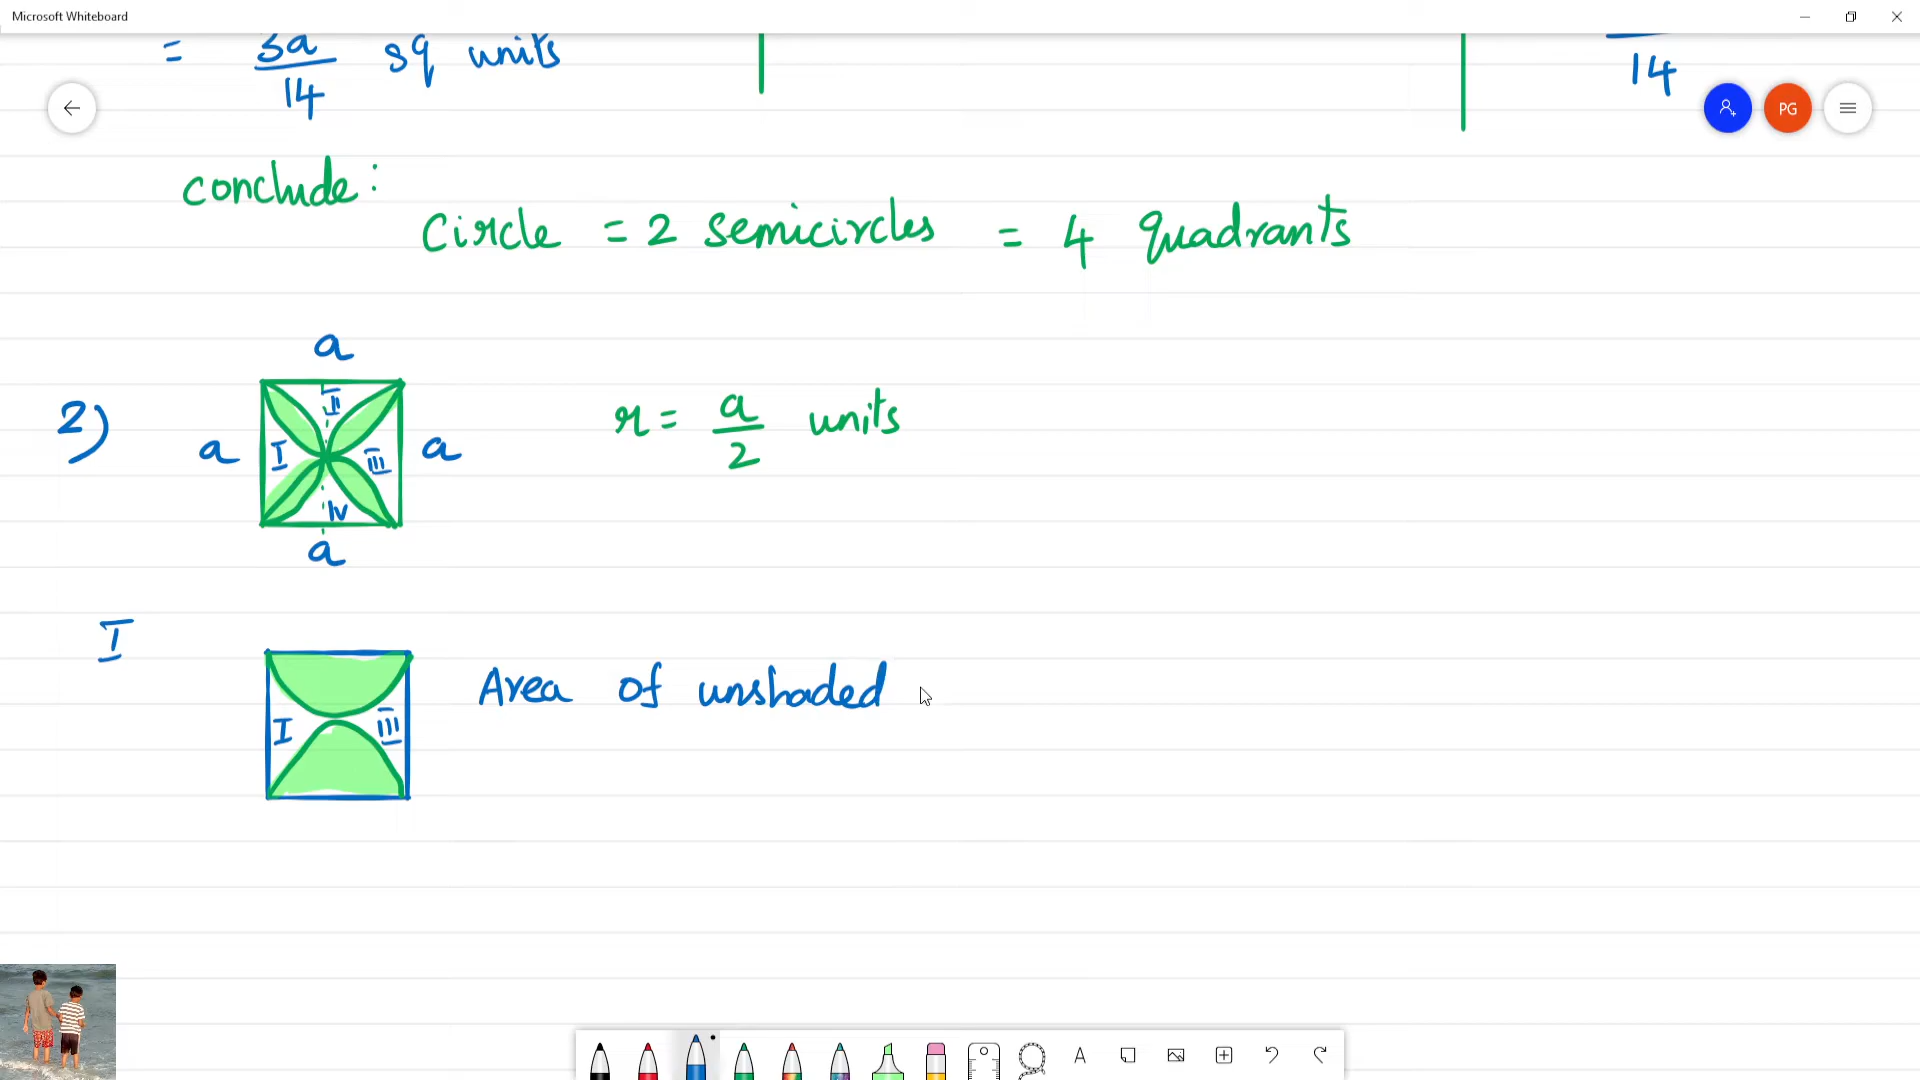 Microsoft Whiteboard
= 3a/14 sq units
14
PG
conclude:
Circle = 2 semicircles = 4 quadrants
a
2) a a
I II III IV
a
r = a/2 units
I
I III
Area of unshaded
A